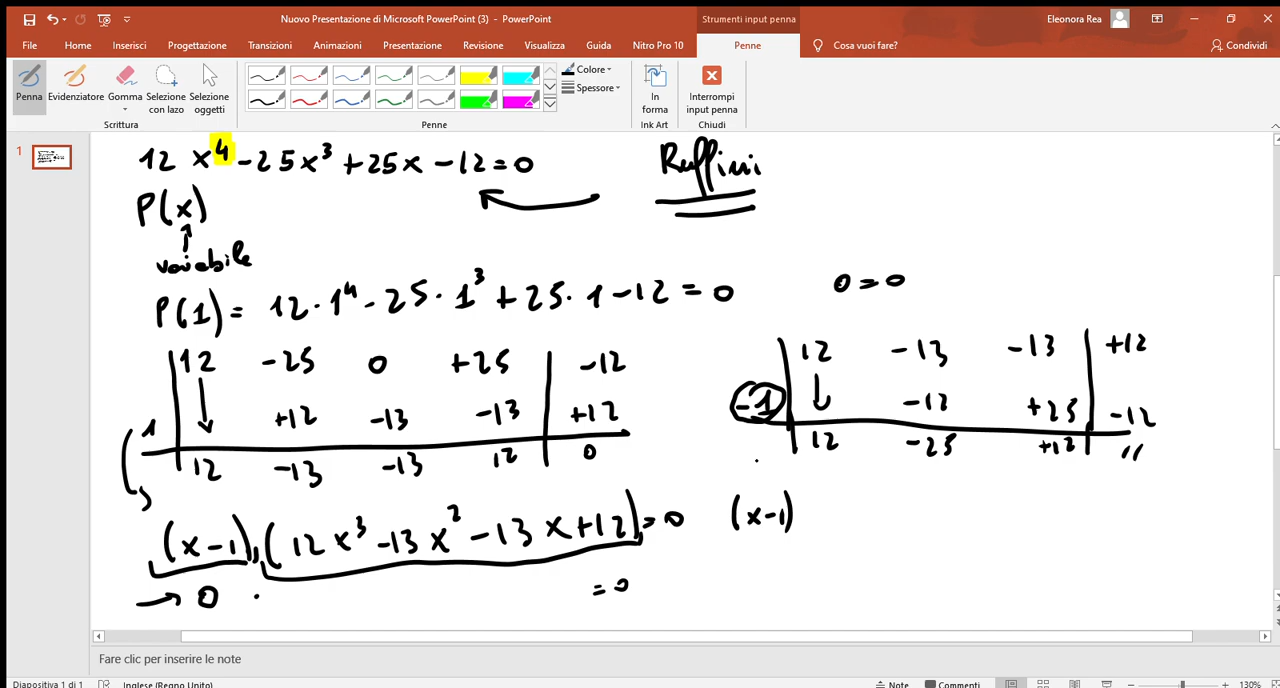 Nuovo Presentazione di Microsoft PowerPoint (3) - PowerPoint
Strumenti input penna
Eleonora Rea
File Home Inserisci Progettazione Transizioni Animazioni Presentazione Revisione Visualizza Guida Nitro Pro 10 Penne Cosa vuoi fare? Condividi
Penna Evidenziatore Gomma Selezione con lazo Selezione oggetti
Colore
Spessore
In forma
Interrompi input penna
Scrittura Penne Ink Art Chiudi
1
12 x⁴ -25x³ +25x -12=0 Ruffini
P(x)
variabile
P(1) = 12 · 1⁴ - 25 · 1³ + 25 · 1 - 12 = 0 0=0
12 -25 0 +25 -12
1 +12 -13 -13 +12
12 -13 -13 12 0
12 -13 -13 +12
-1 -12 +25 -12
12 -25 +12 //
(x-1)·(12x³ -13x² -13x+12)=0 (x-1)
→ 0 · =0
Fare clic per inserire le note
Diapositiva 1 di 1 Inglese (Regno Unito) Note Commenti 130%